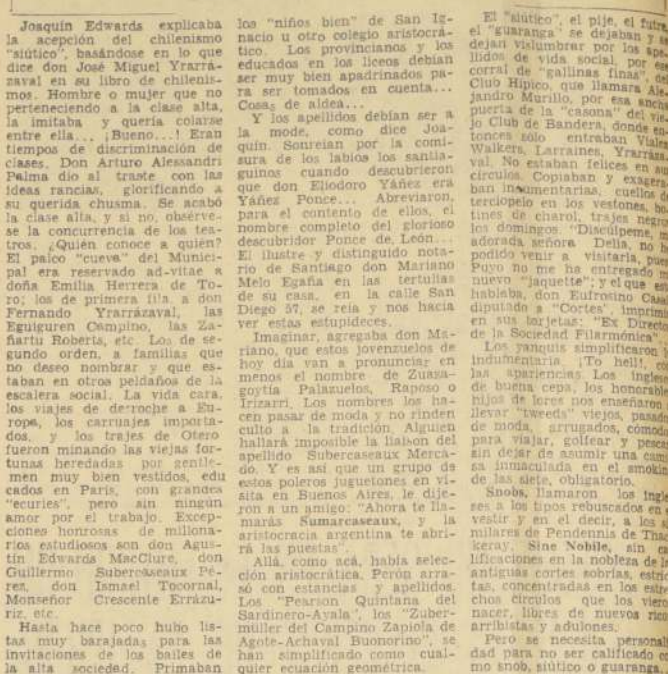 Joaquín Edwards explicaba
la acepción del chilenismo
"siútico", basándose en lo que
dice don José Miguel Yrarrá-
zaval en su libro de chilenis-
mos. Hombre o mujer que no
perteneciendo a la clase alta,
la imitaba y quería colarse
entre ella... ¡Bueno...! Eran
tiempos de discriminación de
clases. Don Arturo Alessandri
Palma dio al traste con las
ideas rancias, glorificando a
su querida chusma. Se acabó
la clase alta, y si no, obsérve-
se la concurrencia de los tea-
tros. ¿Quién conoce a quién?
El palco "cueva" del Munici-
pal era reservado ad-vitae a
doña Emilia Herrera de To-
ro; los de primera fila, a don
Fernando Yrarrázaval, las
Eguiguren Campino, las Za-
ñartu Roberts, etc. Los de se-
gundo orden, a familias que
no deseo nombrar y que es-
taban en otros peldaños de la
escalera social. La vida cara,
los viajes de derroche a Eu-
ropa, los carruajes importa-
dos, y los trajes de Otero
fueron minando las viejas for-
tunas heredadas por gentle-
men muy bien vestidos, edu
cados en París, con grandes
"ecuries", pero sin ningún
amor por el trabajo. Excep-
ciones honrosas de millona-
rios estudiosos son don Agus-
tín Edwards MacClure, don
Guillermo Subercaseaux Pé-
res, don Ismael Tocornal,
Monseñor Crescente Errázu-
riz, etc.
Hasta hace poco hubo lis-
tas muy barajadas para las
invitaciones de los bailes de
la alta sociedad. Primaban
los "niños bien" de San Ig-
nacio u otro colegio aristocrá-
tico. Los provincianos y los
educados en los liceos debían
ser muy bien apadrinados pa-
ra ser tomados en cuenta...
Cosas de aldea...
Y los apellidos debían ser a
la mode, como dice Joa-
quín. Sonreían por la comi-
sura de los labios los santia-
guinos cuando descubrieron
que don Eliodoro Yáñez era
Yáñez Ponce... Abreviaron,
para el contento de ellos, el
nombre completo del glorioso
descubridor Ponce de León...
El ilustre y distinguido nota-
rio de Santiago don Mariano
Melo Egaña en las tertulias
de su casa, en la calle San
Diego 57, se reía y nos hacía
ver estas estupideces.
Imaginar, agregaba don Ma-
riano, que estos jovenzuelos de
hoy día van a pronunciar en
menos el nombre de Zuaza-
goytía Palazuelos, Raposo o
Irizarri. Los nombres los ha-
cen pasar de moda y no rinden
culto a la tradición. Alguien
hallará imposible la liaison del
apellido Subercaseaux Merca-
do. Y es así que un grupo de
estos poleros juguetones en vi-
sita en Buenos Aires, le dije-
ron a un amigo: "Ahora te lla-
marás Sumarcaseaux, y la
aristocracia argentina te abri-
rá las puestas".
Allá, como acá, había selec-
ción aristocrática. Perón arra-
só con estancias y apellidos.
Los "Pearson Quintana del
Sardinero-Ayala", los "Zuber-
müller del Campino Zapiola de
Agote-Achaval Buonorino", se
han simplificado como cual-
quier ecuación geométrica.
El "siútico", el pije, el futre,
el "guaranga" se dejaban y se
dejan vislumbrar por los ape-
llidos de vida social, por ese
corral de "gallinas finas", del
Club Hípico, que llamara Ale-
jandro Murillo, por esa ancha
puerta de la "casona" del vie-
jo Club de Bandera, donde en-
tonces sólo entraban Viales,
Walkers, Larraines, Yrarráza-
val. No estaban felices en sus
círculos. Copiaban y exagera-
ban indumentarias, cuellos de
terciopelo en los vestones, bo-
tines de charol, trajes negros
los domingos. "Discúlpeme, mi
adorada señora Delia, no he
podido venir a visitarla, pues
Puyo no me ha entregado mi
nuevo "jaquette"; y el que esto
hablaba, don Eufrosino Casal,
diputado a "Cortes", imprimía
en sus tarjetas: "Ex Director
de la Sociedad Filarmónica".
Los yanquis simplificaron la
indumentaria. ¡To hell!, con
las apariencias. Los ingleses
de buena cepa, los honorables
hijos de lores nos enseñaron a
llevar "tweeds" viejos, pasados
de moda, arrugados, cómodos
para viajar, golfear y pescar,
sin dejar de asumir una cami-
sa inmaculada en el smoking
de las siete, obligatorio.
Snobs, llamaron los ingle-
ses a los tipos rebuscados en el
vestir y en el decir, a los si-
milares de Pendennis de Thac-
keray. Sine Nobile, sin ca-
lificaciones en la nobleza de las
antiguas cortes sobrias, estric-
tas, concentradas en los estre-
chos círculos que los vieron
nacer, libres de nuevos ricos
arribistas y adulones.
Pero se necesita personali-
dad para no ser calificado co-
mo snob, siútico o guaranga.